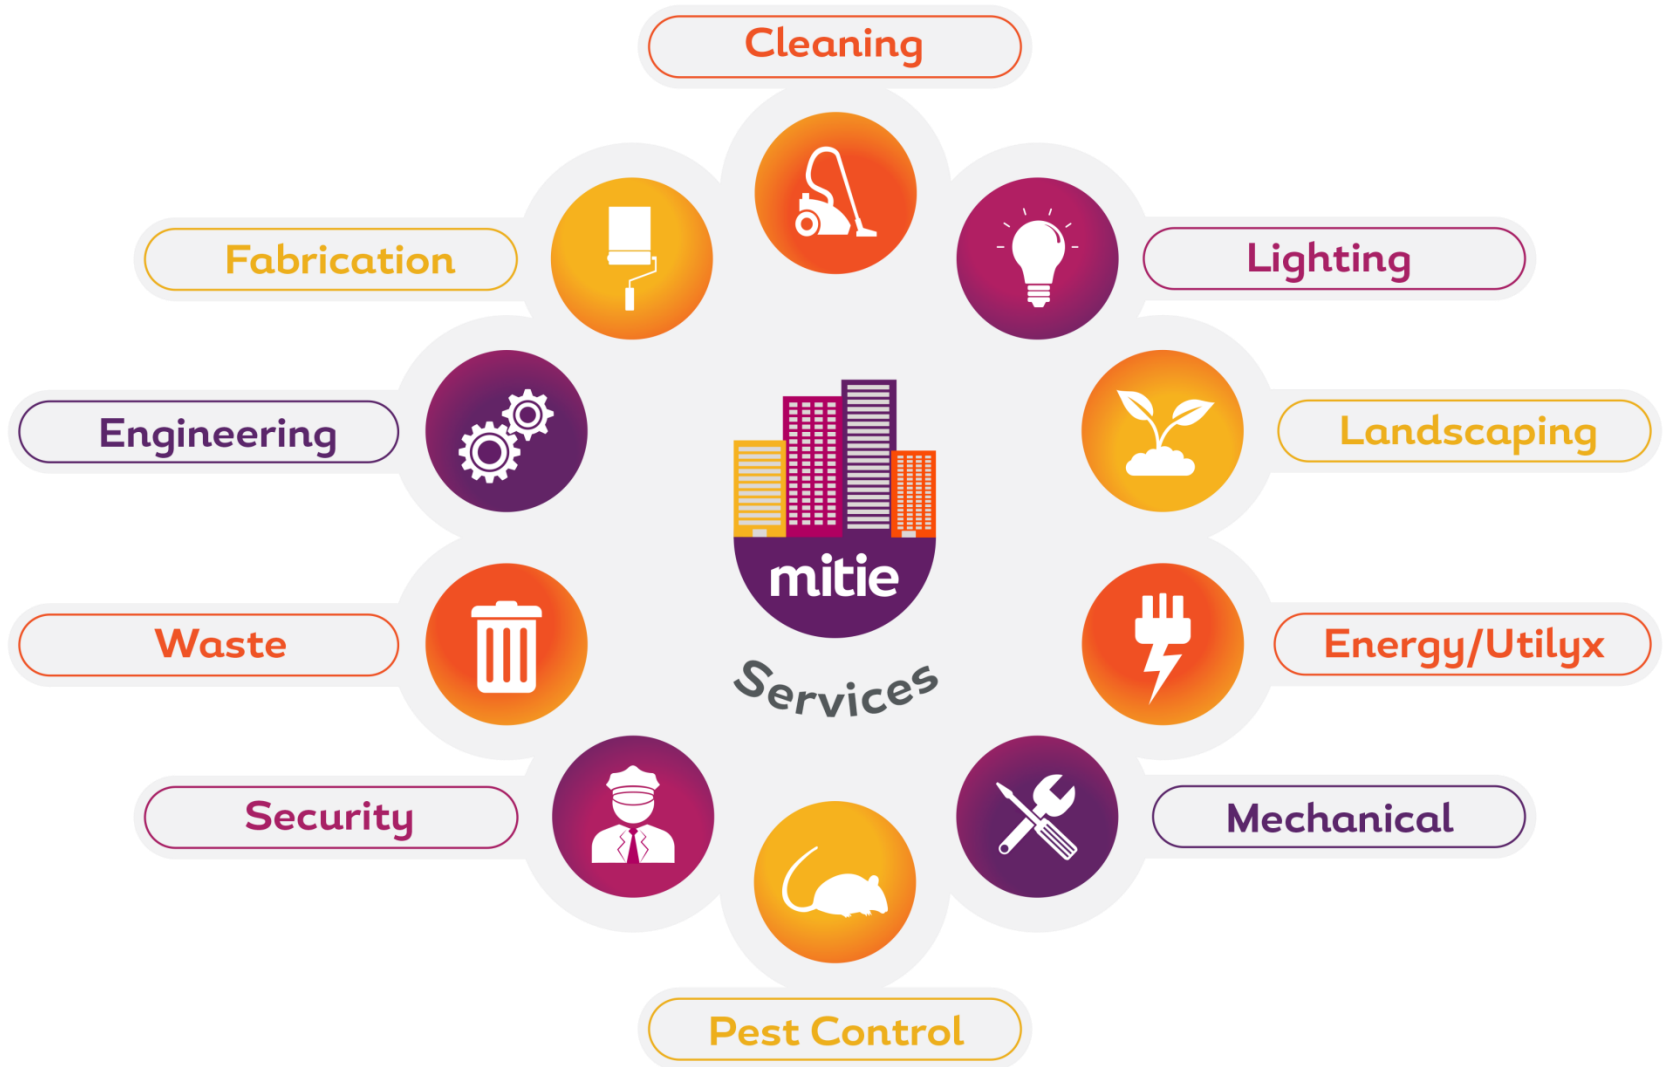 Cleaning
Fabrication
Lighting
Engineering
Landscaping
mitie
Services
Waste
Energy/Utilyx
Security
Mechanical
Pest Control